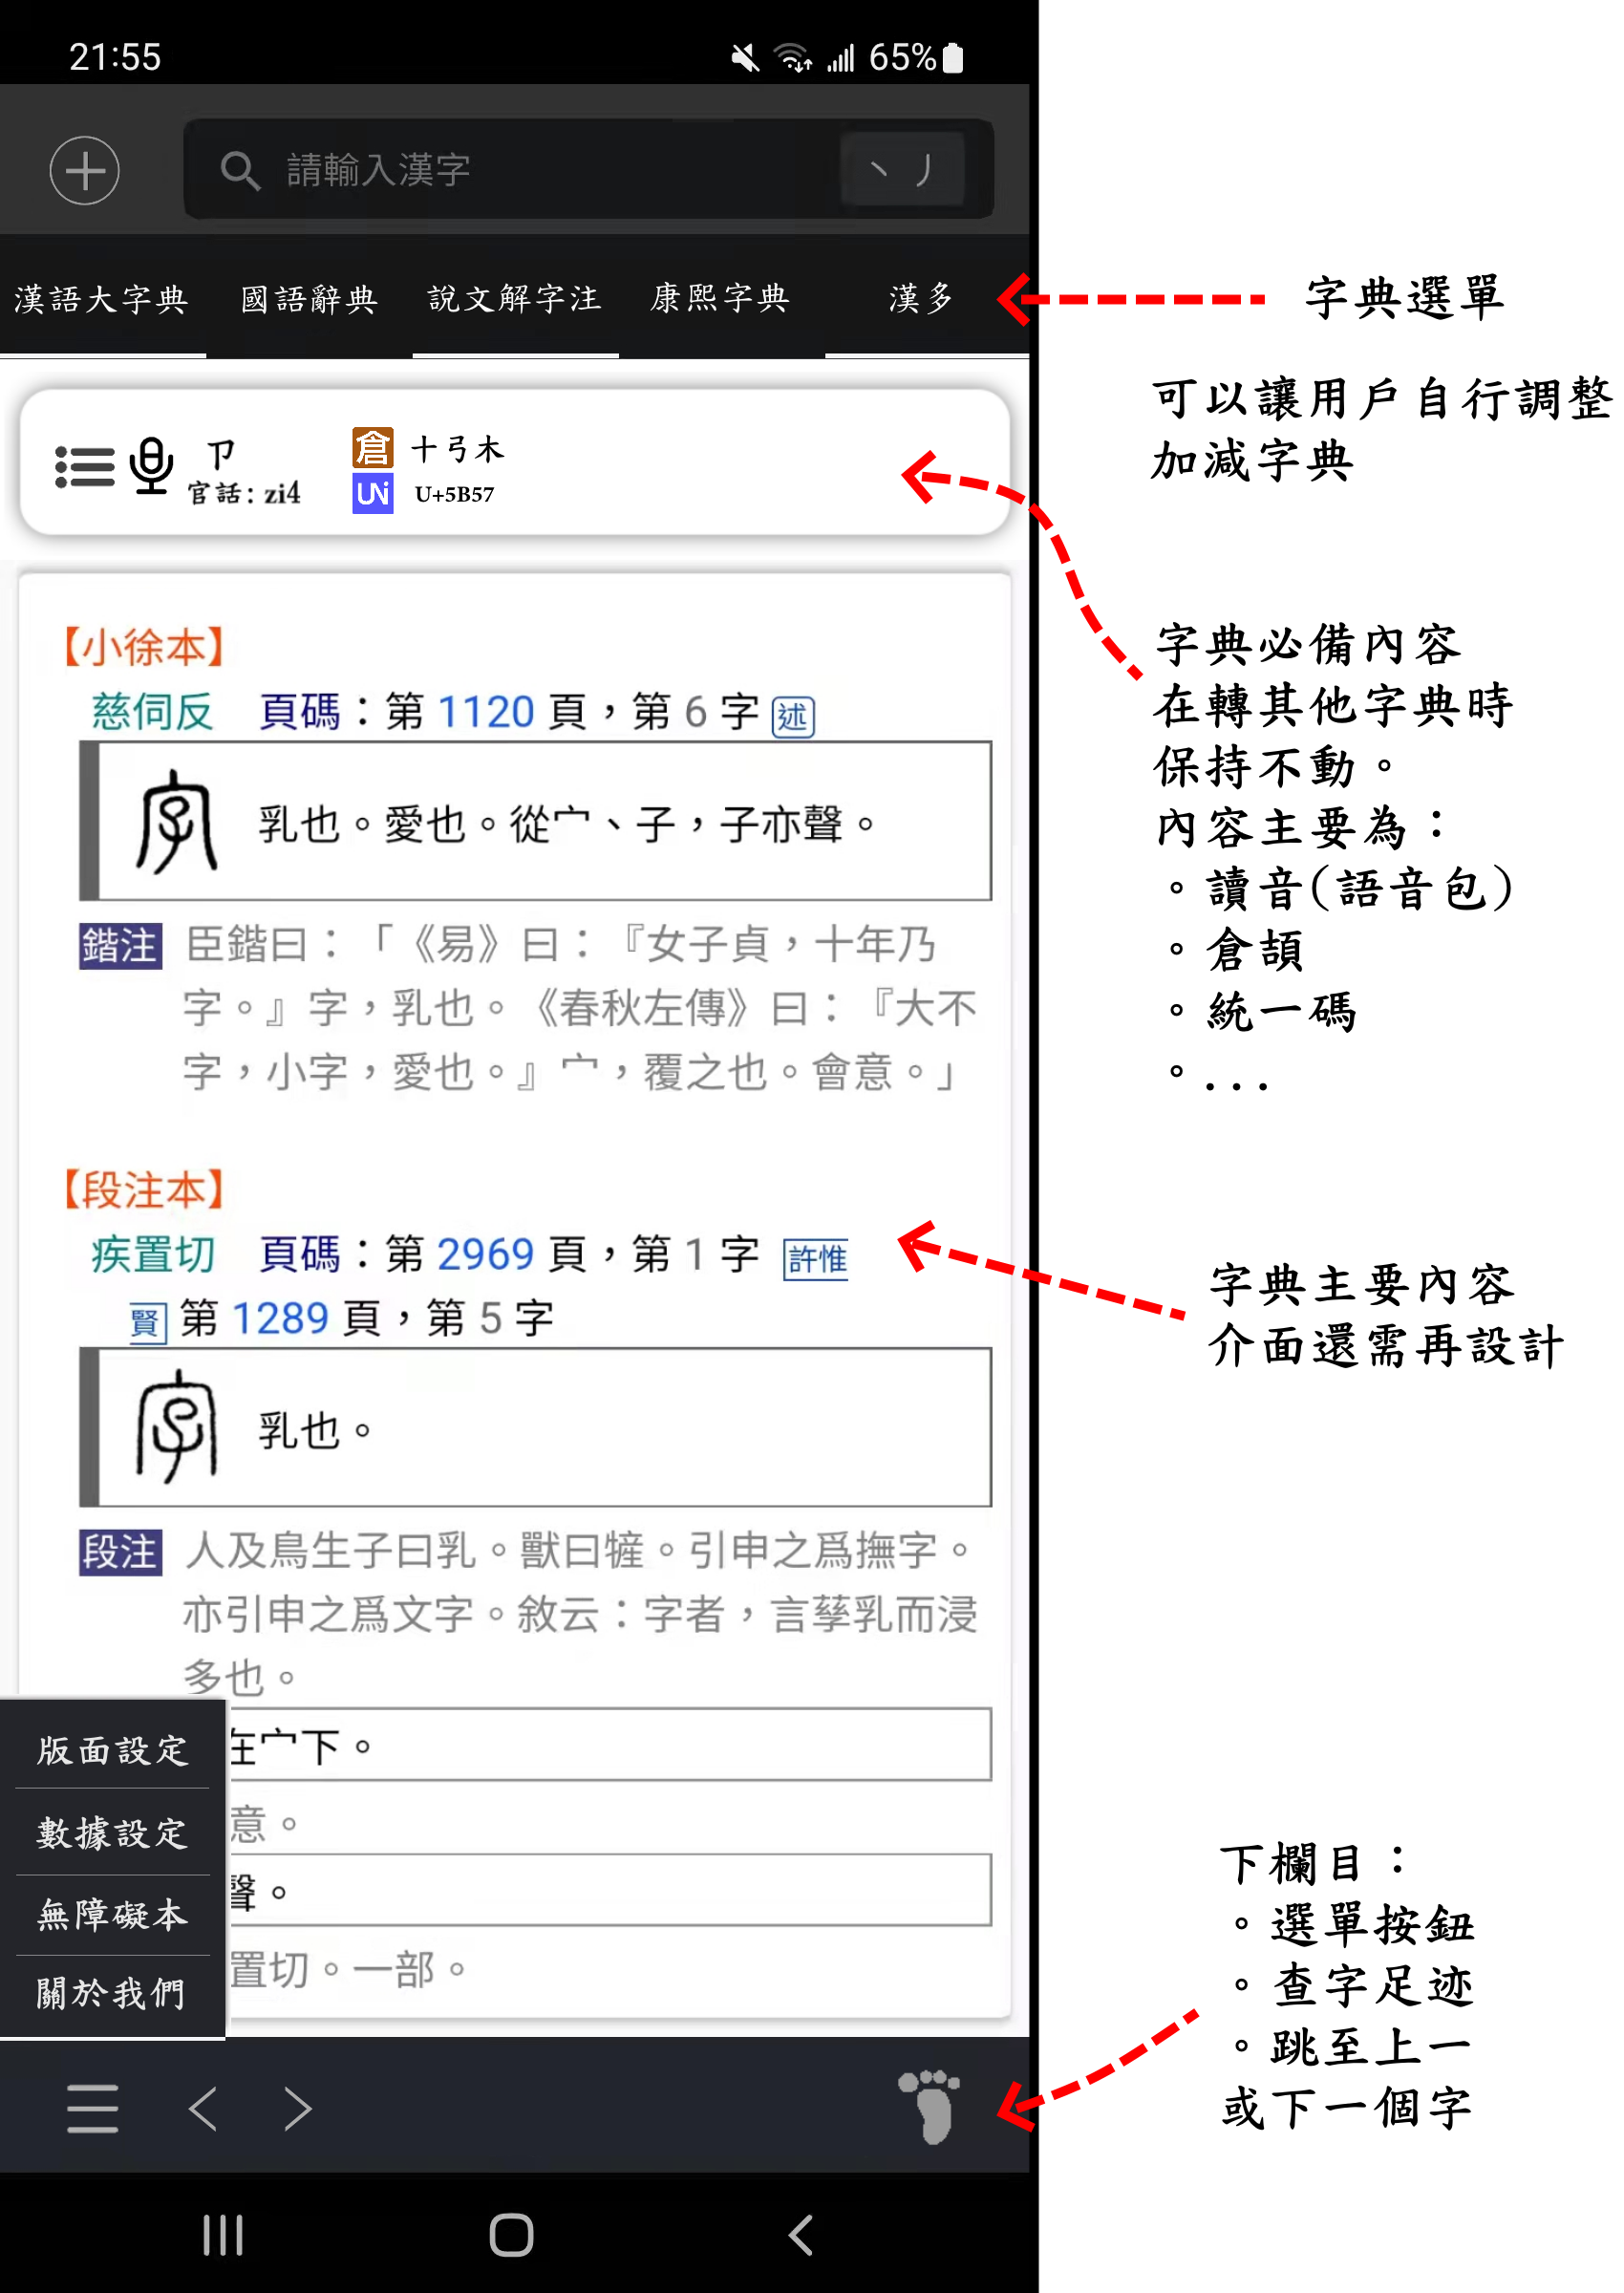 21:55
65%
請輸入漢字
丶 丿
漢語大字典 國語辭典 說文解字注 康熙字典 漢多
字典選單
可以讓用戶自行調整
加減字典
ㄗ
官話: zi4
倉 十弓木
UNi U+5B57
字典必備內容
在轉其他字典時
保持不動。
內容主要為：
。讀音(語音包)
。倉頡
。統一碼
。...
【小徐本】
慈伺反 頁碼：第 1120 頁，第 6 字 述
字 乳也。愛也。從宀、子，子亦聲。
鍇注 臣鍇曰：「《易》曰：『女子貞，十年乃
字。』字，乳也。《春秋左傳》曰：『大不
字，小字，愛也。』宀，覆之也。會意。」
【段注本】
疾置切 頁碼：第 2969 頁，第 1 字 許惟
賢 第 1289 頁，第 5 字
字 乳也。
段注 人及鳥生子曰乳。獸曰㹌。引申之爲撫字。
亦引申之爲文字。敘云：字者，言孳乳而浸
多也。
在宀下。
意。
聲。
置切。一部。
字典主要內容
介面還需再設計
版面設定
數據設定
無障礙本
關於我們
下欄目：
。選單按鈕
。查字足迹
。跳至上一
或下一個字